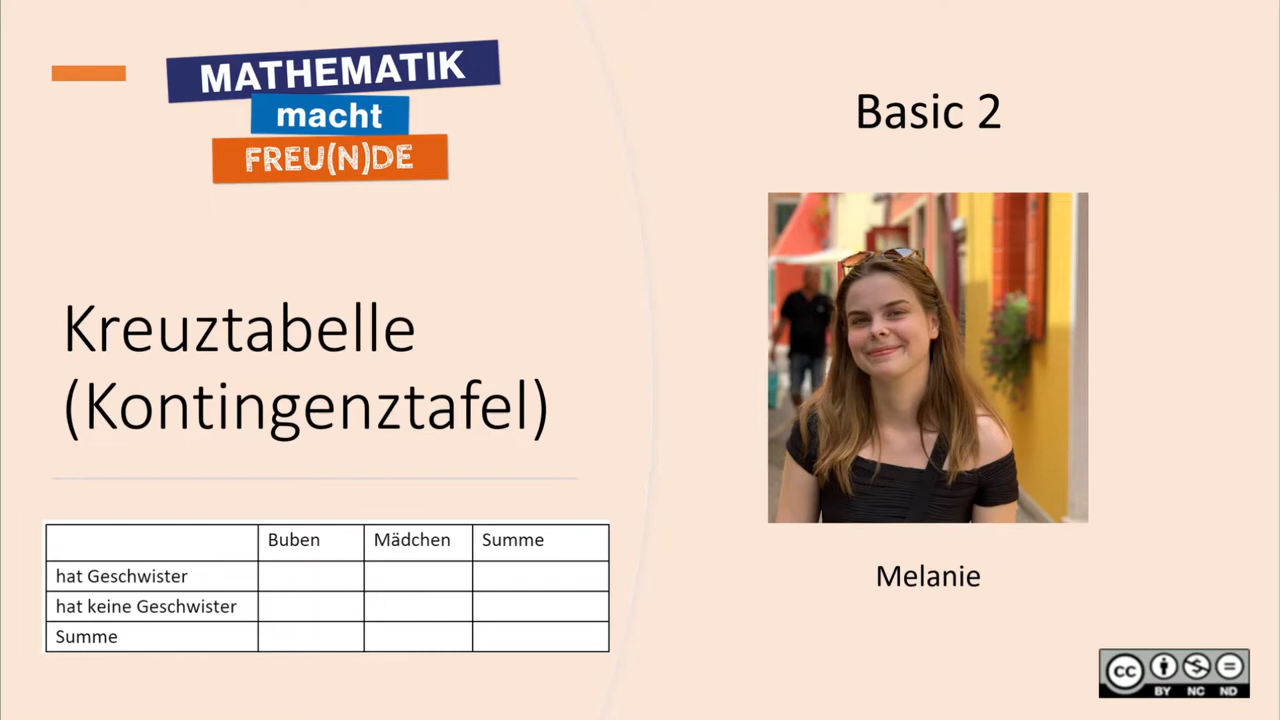 MATHEMATIK
macht
FREU(N)DE
Kreuztabelle
(Kontingenztafel)
Buben Mädchen Summe
hat Geschwister
hat keine Geschwister
Summe
Basic 2
Melanie
cc
BY NC ND